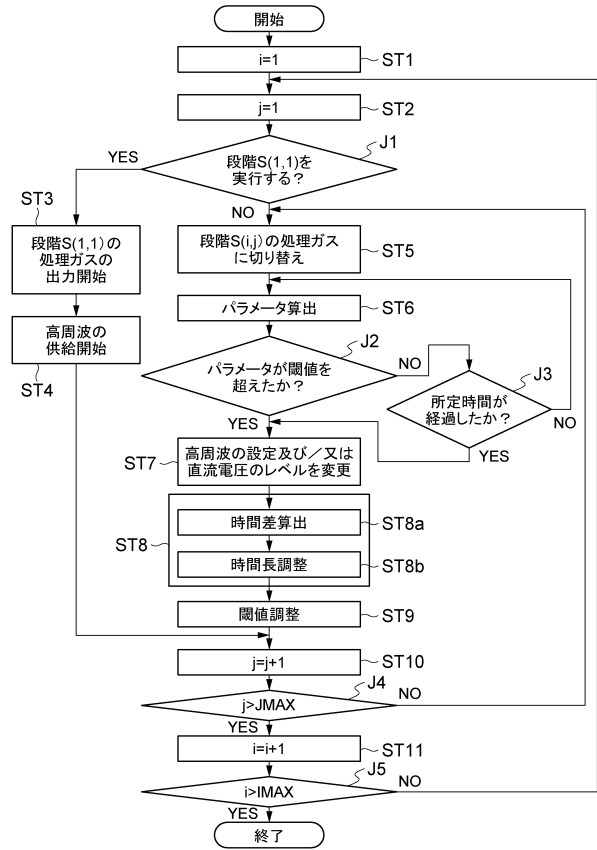 開始
i=1
ST1
j=1
ST2
J1
段階S(1,1)を
実行する？
YES
NO
ST3
段階S(1,1)の
処理ガスの
出力開始
高周波の
供給開始
ST4
段階S(i,j)の処理ガス
に切り替え
ST5
パラメータ算出
ST6
J2
パラメータが閾値を
超えたか？
NO
YES
J3
所定時間が
経過したか？
NO
YES
ST7
高周波の設定及び／又は
直流電圧のレベルを変更
ST8
時間差算出
ST8a
時間長調整
ST8b
閾値調整
ST9
j=j+1
ST10
J4
j>JMAX
NO
YES
i=i+1
ST11
J5
i>IMAX
NO
YES
終了